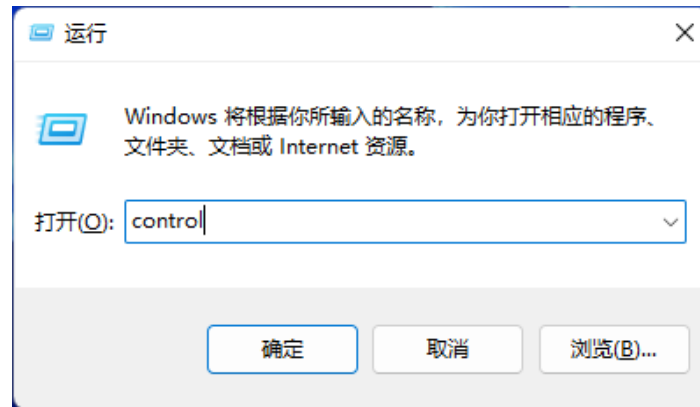 运行
Windows 将根据你所输入的名称，为你打开相应的程序、
文件夹、文档或 Internet 资源。
打开(O): control
确定 取消 浏览(B)...